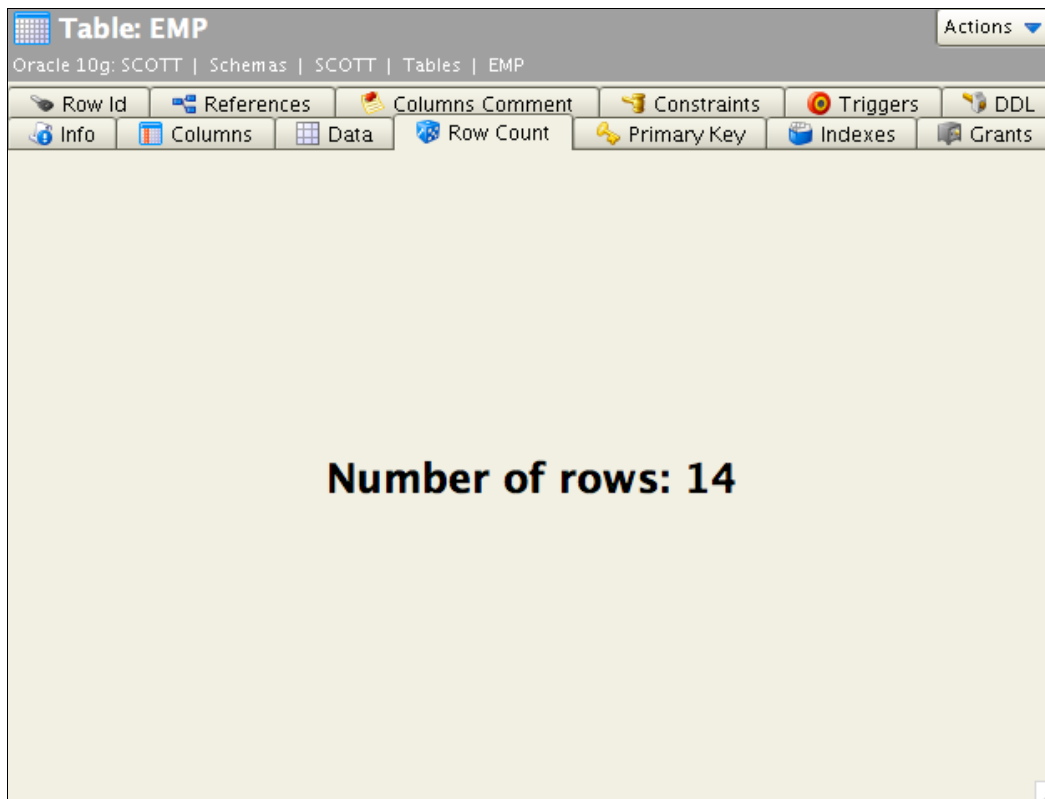 Table: EMP
Actions
Oracle 10g: SCOTT | Schemas | SCOTT | Tables | EMP
Row Id References Columns Comment Constraints Triggers DDL
Info Columns Data Row Count Primary Key Indexes Grants
Number of rows: 14